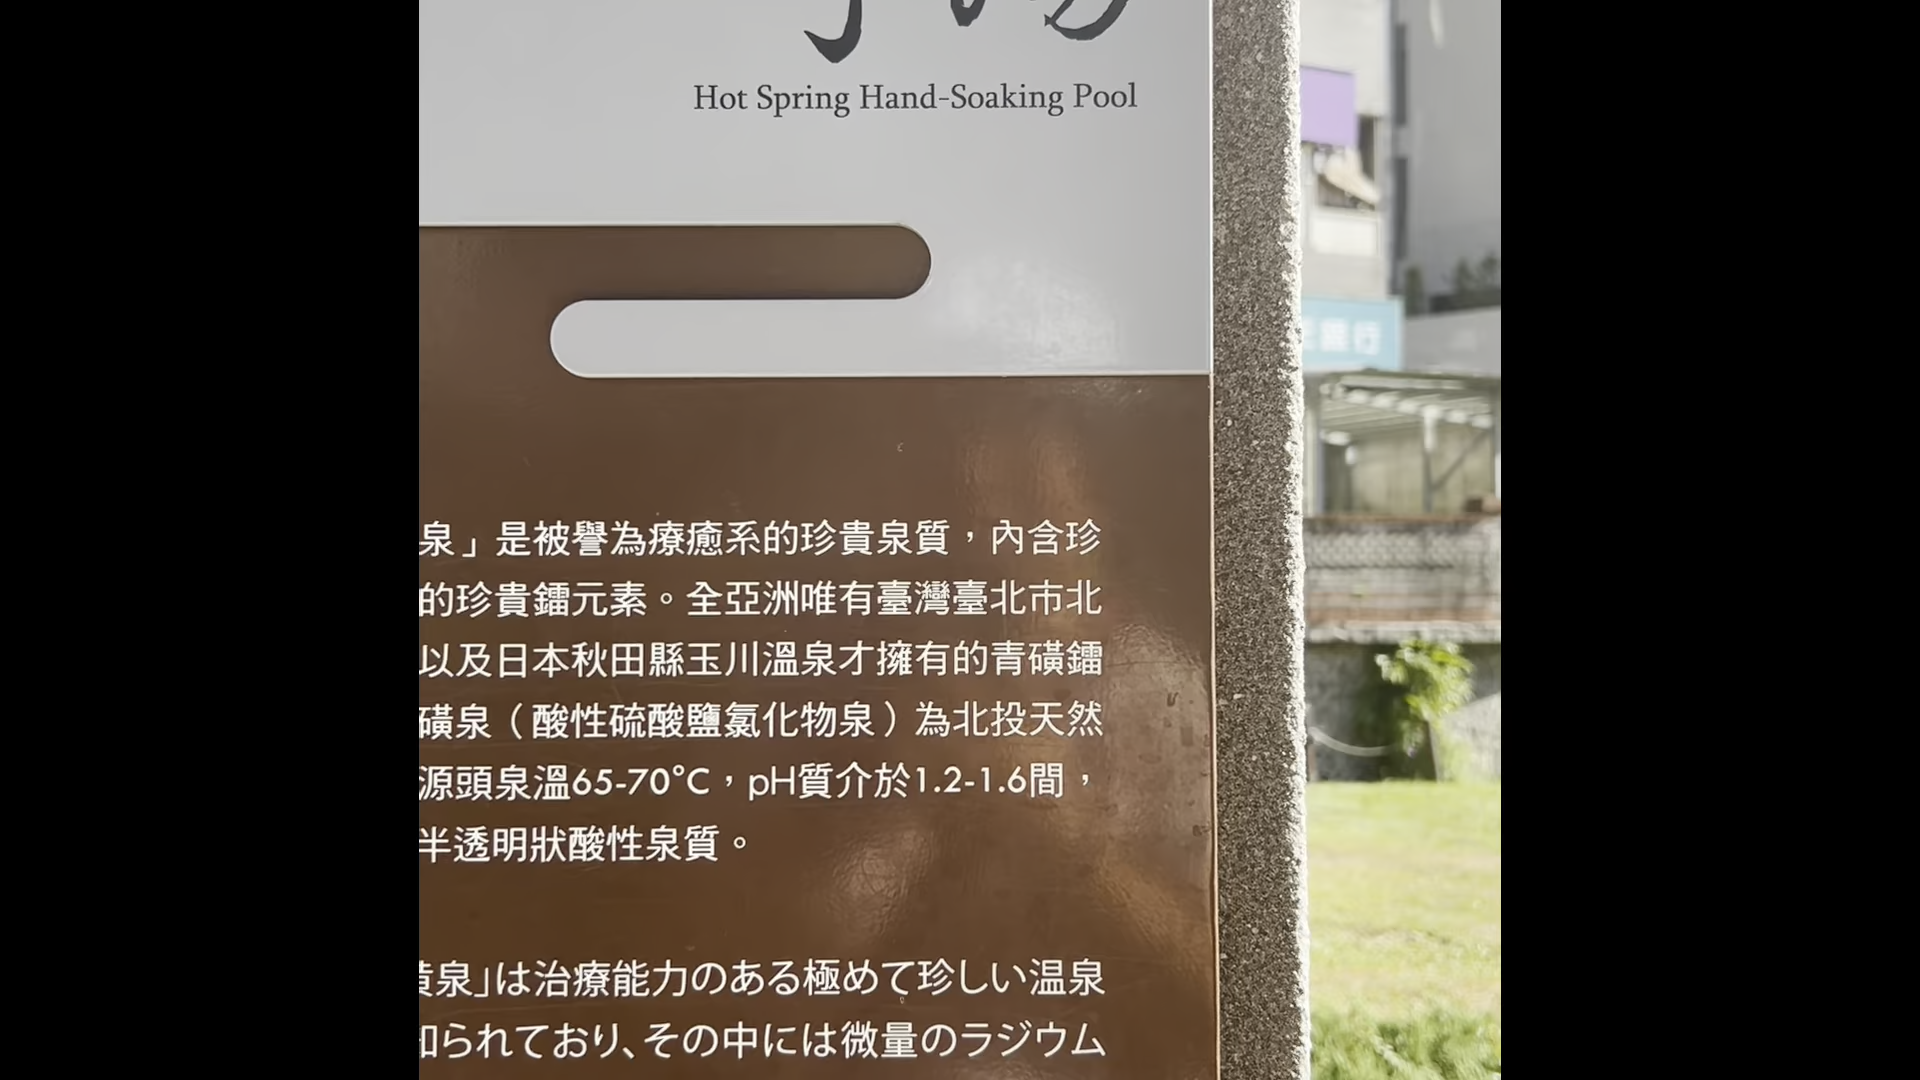 Hot Spring Hand-Soaking Pool
泉」是被譽為療癒系的珍貴泉質，內含珍
的珍貴鐳元素。全亞洲唯有臺灣臺北市北
以及日本秋田縣玉川溫泉才擁有的青磺鐳
磺泉（酸性硫酸鹽氯化物泉）為北投天然
源頭泉溫65-70°C，pH質介於1.2-1.6間，
半透明狀酸性泉質。
泉」は治療能力のある極めて珍しい温泉
られており、その中には微量のラジウム